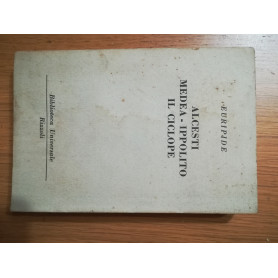 EURIPIDE
ALCESTI
MEDEA - IPPOLITO
IL CICLOPE
Biblioteca Universale
Rizzoli